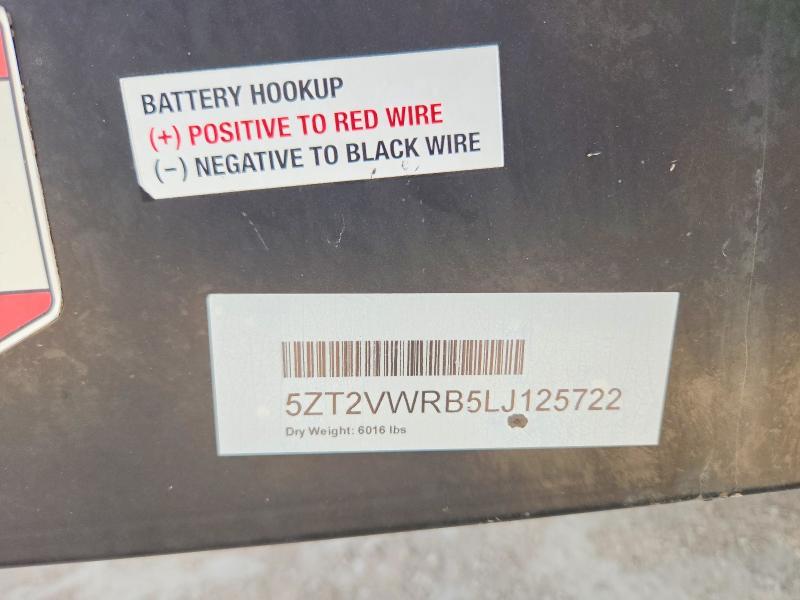 BATTERY HOOKUP
(+) POSITIVE TO RED WIRE
(-) NEGATIVE TO BLACK WIRE
5ZT2VWRB5LJ125722
Dry Weight: 6016 lbs